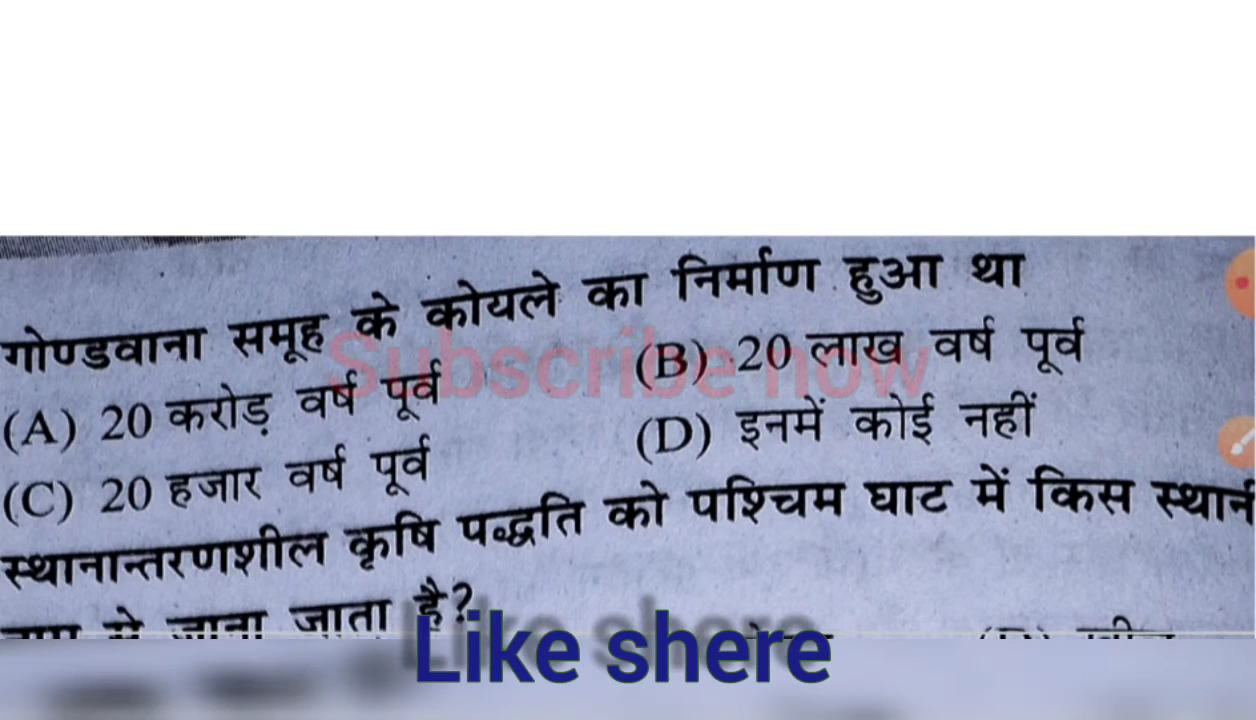 गोण्डवाना समूह के कोयले का निर्माण हुआ था
(A) 20 करोड़ वर्ष पूर्व (B) 20 लाख वर्ष पूर्व
(C) 20 हजार वर्ष पूर्व (D) इनमें कोई नहीं
स्थानान्तरणशील कृषि पद्धति को पश्चिम घाट में किस
से जाना जाता है?
Subscribe now
Like shere